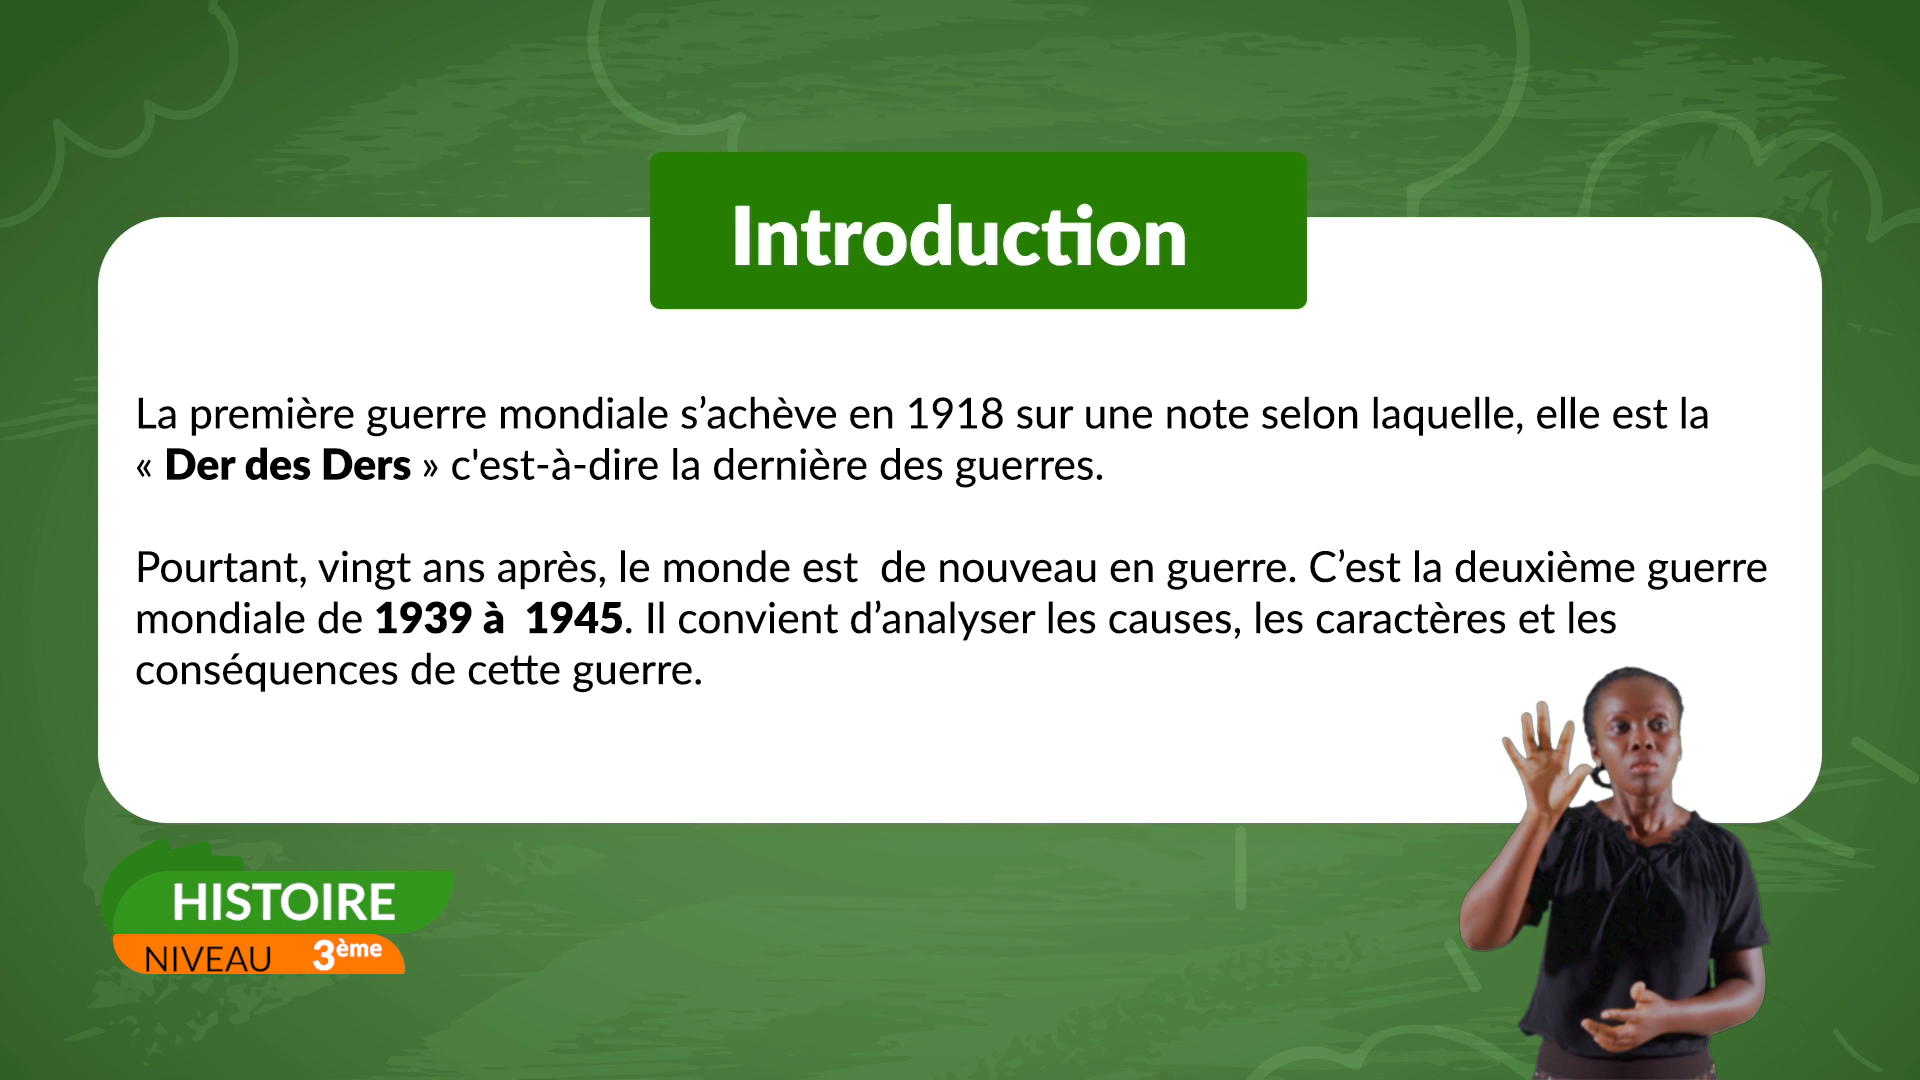 Introduction
La première guerre mondiale s’achève en 1918 sur une note selon laquelle, elle est la
« Der des Ders » c'est-à-dire la dernière des guerres.
Pourtant, vingt ans après, le monde est  de nouveau en guerre. C’est la deuxième guerre
mondiale de 1939 à  1945. Il convient d’analyser les causes, les caractères et les
conséquences de cette guerre.
HISTOIRE
NIVEAU 3ème